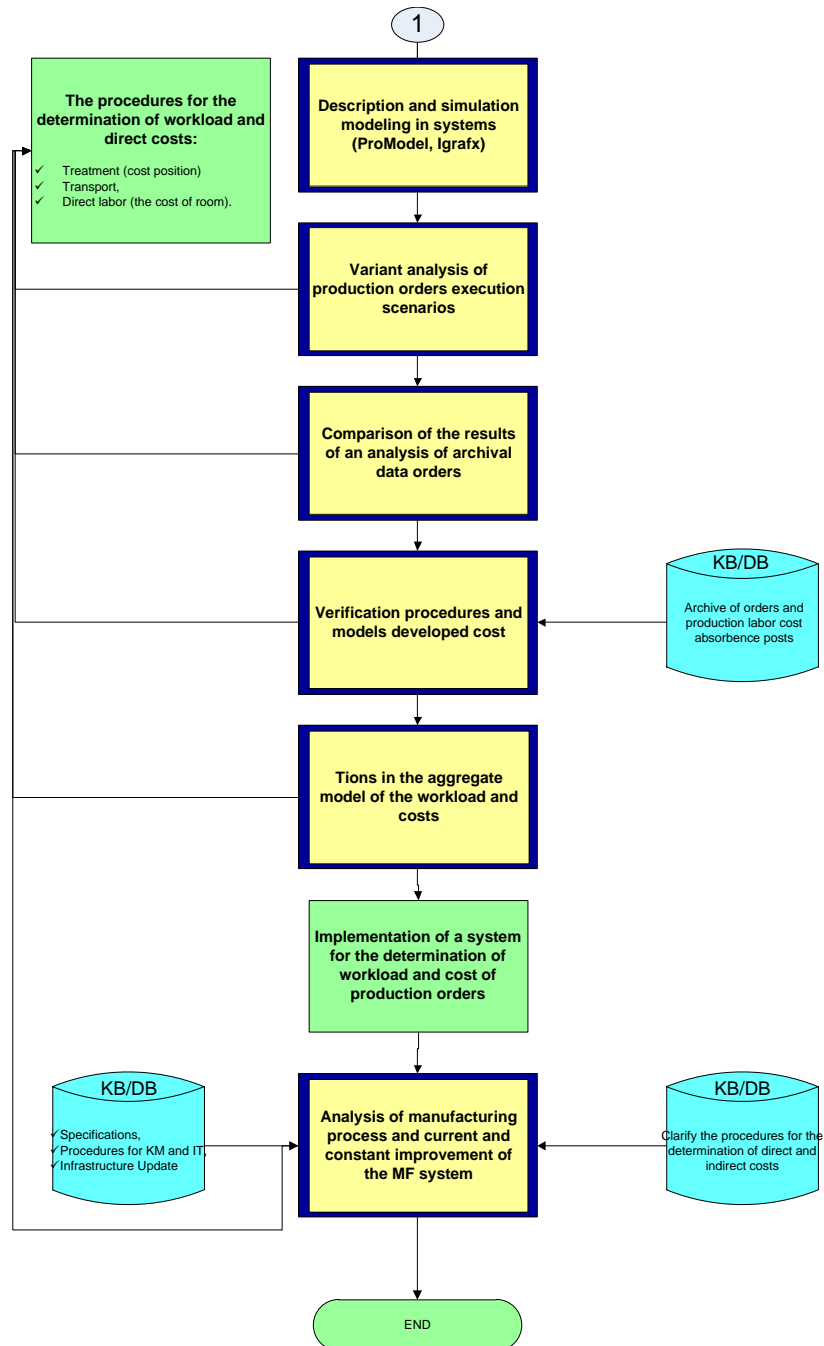 1
The procedures for the
determination of workload and
direct costs:
✓ Treatment (cost position)
✓ Transport,
✓ Direct labor (the cost of room).
Description and simulation
modeling in systems
(ProModel, Igrafx)
Variant analysis of
production orders execution
scenarios
Comparison of the results
of an analysis of archival
data orders
Verification procedures and
models developed cost
KB/DB
Archive of orders and
production labor cost
absorbence posts
Tions in the aggregate
model of the workload and
costs
Implementation of a system
for the determination of
workload and cost of
production orders
KB/DB
✓Specifications,
✓Procedures for KM and IT,
✓Infrastructure Update
Analysis of manufacturing
process and current and
constant improvement of
the MF system
KB/DB
Clarify the procedures for the
determination of direct and
indirect costs
END